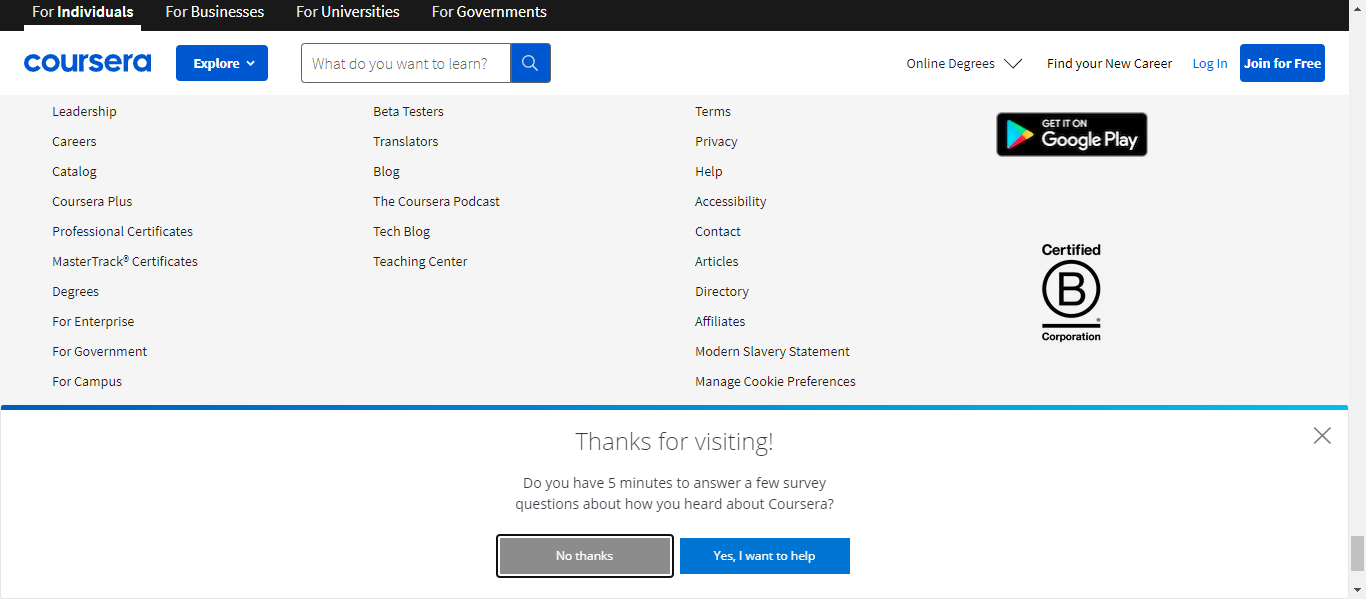 For Individuals
For Businesses
For Universities
For Governments
coursera
Explore
What do you want to learn?
Online Degrees
Find your New Career
Log In
Join for Free
Leadership
Careers
Catalog
Coursera Plus
Professional Certificates
MasterTrack® Certificates
Degrees
For Enterprise
For Government
For Campus
Beta Testers
Translators
Blog
The Coursera Podcast
Tech Blog
Teaching Center
Terms
Privacy
Help
Accessibility
Contact
Articles
Directory
Affiliates
Modern Slavery Statement
Manage Cookie Preferences
GET IT ON
Google Play
Certified
B
Corporation
Thanks for visiting!
Do you have 5 minutes to answer a few survey
questions about how you heard about Coursera?
No thanks
Yes, I want to help